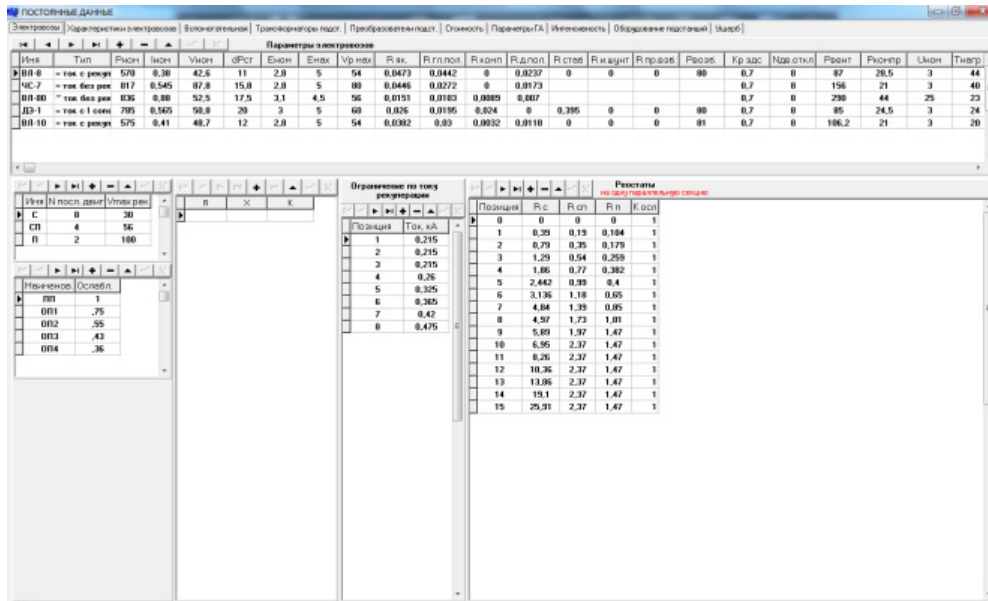 ПОСТОЯННЫЕ ДАННЫЕ
Электровозы Характеристики электровозов Вольтодобавочная Трансформаторы подст. Преобразователи подст. Стоимость Параметры ГА Интенсивность Оборудование подстанций Ущерб
Параметры электровозов
Имя Тип Рном Iном Vном dРст Еном Емах Vр мах R як. R гл.пол. R комп R д.пол. R стаб R и.шунт R пр.возб. Рвозб. Кр эдс Nдв.откл Рвент Ркомпр Uном Тнагр
ВЛ-8 = ток с рекуп 570 0,38 42,6 11 2,8 5 54 0,0473 0,0442 0 0,0237 0 0 0 80 0,7 8 87 28,5 3 44
ЧС-7 = ток без рек 817 0,545 87,8 15,8 2,8 5 80 0,0446 0,0272 0 0,0173 0,7 8 156 21 3 40
ВЛ-80 ~ ток без рек 836 0,88 52,5 17,5 3,1 4,5 56 0,0151 0,0103 0,0089 0,007 0,7 8 290 44 25 23
ДЭ-1 = ток с I conc 785 0,565 50,8 20 3 5 60 0,026 0,0195 0,024 0 0,395 0 0 80 0,7 8 85 24,5 3 24
ВЛ-10 = ток с рекуп 575 0,41 48,7 12 2,8 5 54 0,0382 0,03 0,0032 0,0118 0 0 0 81 0,7 8 106,2 21 3 20
Имя N посл.двиг Vmax рек
С 8 30
СП 4 56
П 2 100
Наименов. Ослабл.
ПП 1
ОП1 ,75
ОП2 ,55
ОП3 ,43
ОП4 ,36
П Х К
Ограничение по току
рекуперации
Позиция Ток, кА
1 0,215
2 0,215
3 0,215
4 0,26
5 0,325
6 0,365
7 0,42
8 0,475
Реостаты
на одну параллельную секцию
Позиция R с R сп R п К осл
0 0 0 0 1
1 0,39 0,19 0,104 1
2 0,79 0,35 0,179 1
3 1,29 0,54 0,259 1
4 1,86 0,77 0,382 1
5 2,442 0,99 0,4 1
6 3,136 1,18 0,65 1
7 4,84 1,39 0,85 1
8 4,97 1,73 1,01 1
9 5,89 1,97 1,47 1
10 6,95 2,37 1,47 1
11 8,26 2,37 1,47 1
12 10,36 2,37 1,47 1
13 13,86 2,37 1,47 1
14 19,1 2,37 1,47 1
15 25,91 2,37 1,47 1